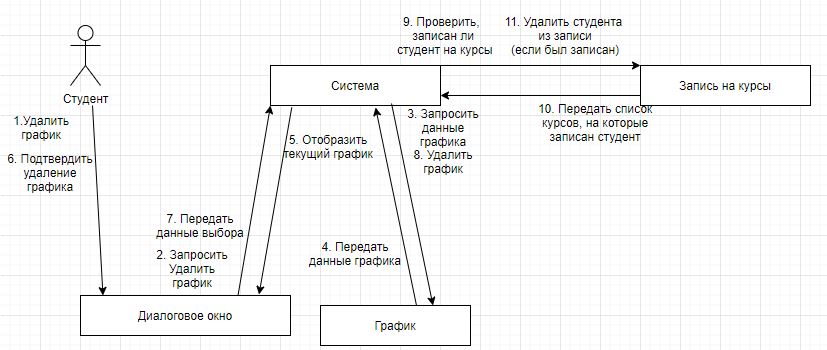 9. Проверить,
записан ли
студент на курсы
11. Удалить студента
из записи
(если был записан)
Студент
Система
Запись на курсы
1.Удалить
график
6. Подтвердить
удаление
графика
5. Отобразить
текущий график
3. Запросить
данные
графика
8. Удалить
график
10. Передать список
курсов, на которые
записан студент
7. Передать
данные выбора
2. Запросить
Удалить
график
4. Передать
данные графика
Диалоговое окно
График